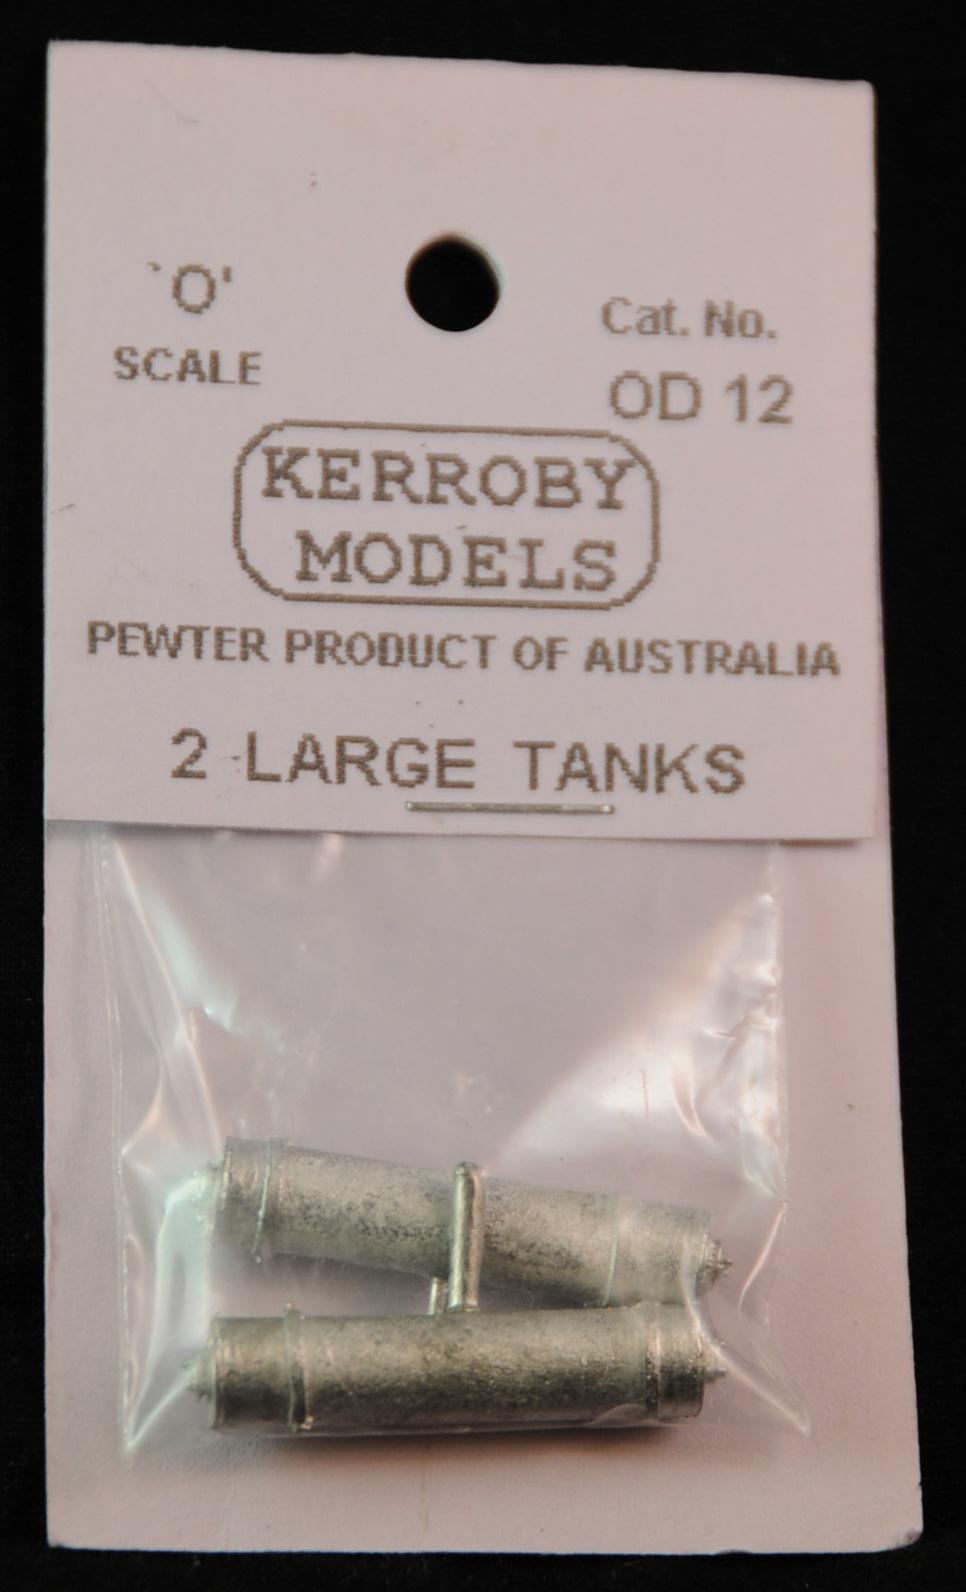 `O'
SCALE
Cat. No.
OD 12
KERROBY
MODELS
PEWTER PRODUCT OF AUSTRALIA
2 LARGE TANKS